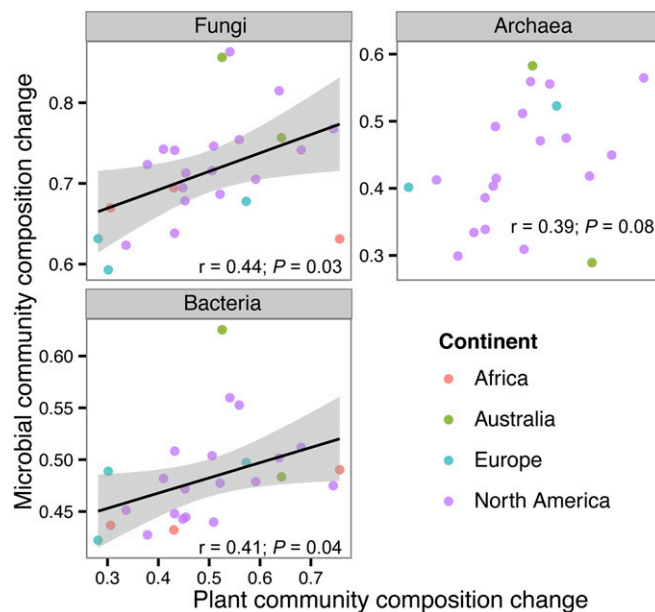 Fungi
Archaea
0.8
0.7
0.6
r = 0.44; P = 0.03
0.6
0.5
0.4
0.3
r = 0.39; P = 0.08
Microbial community composition change
Bacteria
0.60
0.55
0.50
0.45
r = 0.41; P = 0.04
0.3 0.4 0.5 0.6 0.7
Plant community composition change
Continent
Africa
Australia
Europe
North America